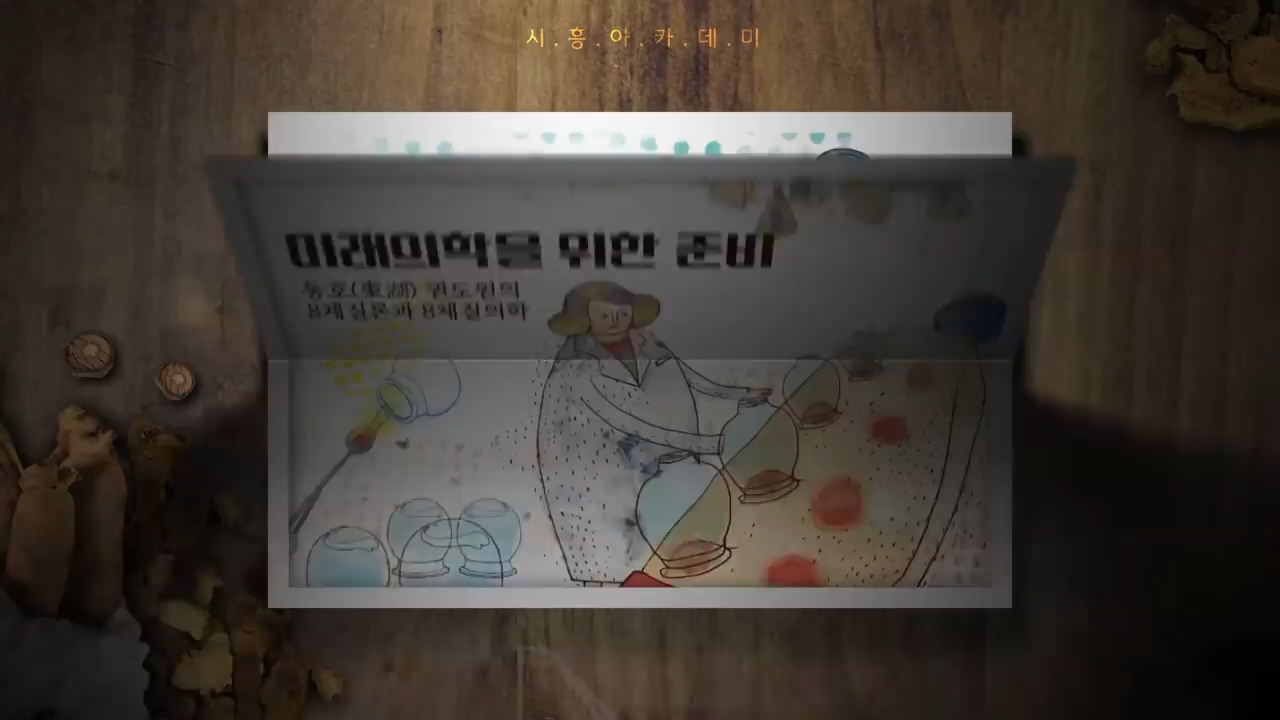 시.흥.아.카.데.미
미래의학을 위한 준비
동호(東湖) 권도원의
8체질론과 8체질의학